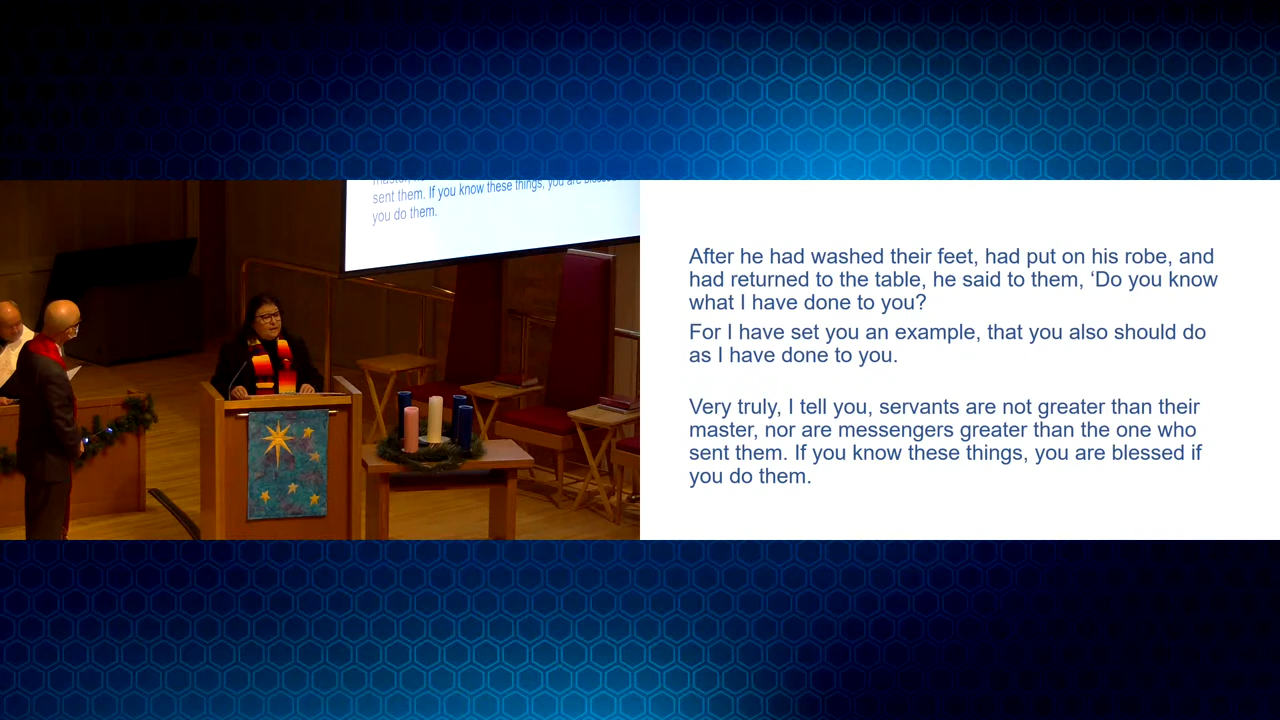 master,
sent them. If you know these things, you are blessed
you do them.
After he had washed their feet, had put on his robe, and
had returned to the table, he said to them, ‘Do you know
what I have done to you?
For I have set you an example, that you also should do
as I have done to you.
Very truly, I tell you, servants are not greater than their
master, nor are messengers greater than the one who
sent them. If you know these things, you are blessed if
you do them.